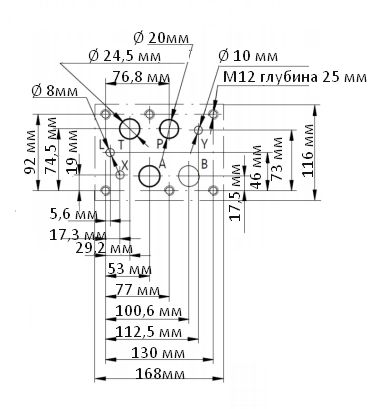 Ø 20мм
Ø 24,5 мм
Ø 10 мм
76,8 мм
М12 глубина 25 мм
Ø 8мм
L
T
P
Y
X
A
B
92 мм
74,5 мм
19 мм
17,5 мм
46 мм
73 мм
116 мм
5,6 мм
17,3 мм
29,2 мм
53 мм
77 мм
100,6 мм
112,5 мм
130 мм
168мм